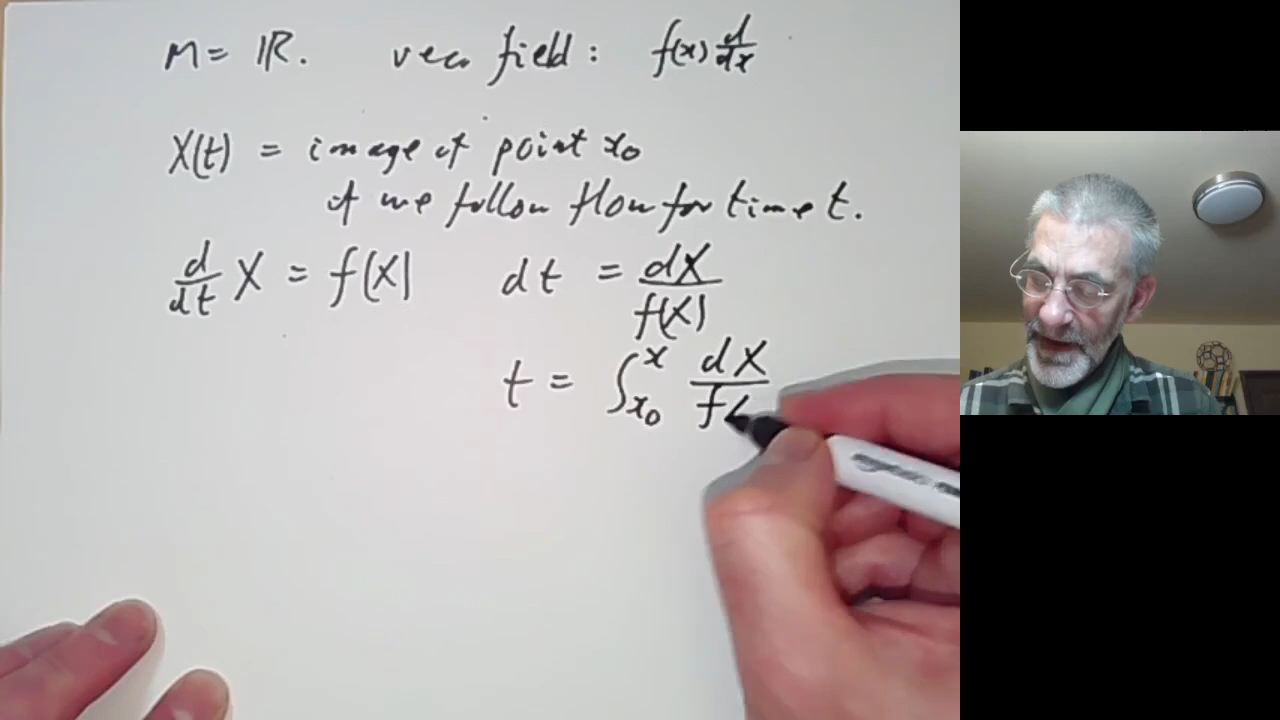 M = ℝ. vec field : f(x) d/dx
X(t) = image of point x₀
if we follow flow for time t.
d/dt X = f(X) dt = dX/f(X)
t = ∫_{x₀}^{x} dX/f(